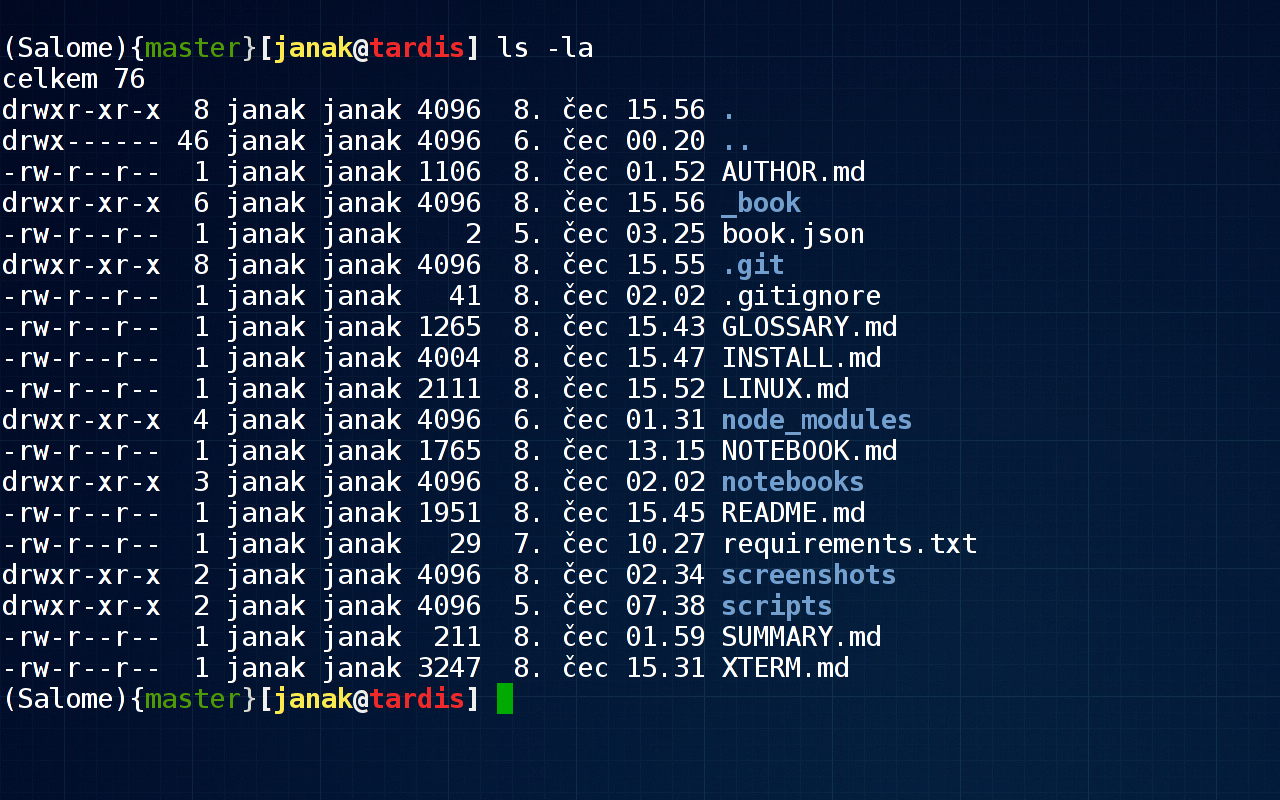 (Salome){master}[janak@tardis] ls -la
celkem 76
drwxr-xr-x  8 janak janak 4096  8. čec 15.56 .
drwx------ 46 janak janak 4096  6. čec 00.20 ..
-rw-r--r--  1 janak janak 1106  8. čec 01.52 AUTHOR.md
drwxr-xr-x  6 janak janak 4096  8. čec 15.56 _book
-rw-r--r--  1 janak janak    2  5. čec 03.25 book.json
drwxr-xr-x  8 janak janak 4096  8. čec 15.55 .git
-rw-r--r--  1 janak janak   41  8. čec 02.02 .gitignore
-rw-r--r--  1 janak janak 1265  8. čec 15.43 GLOSSARY.md
-rw-r--r--  1 janak janak 4004  8. čec 15.47 INSTALL.md
-rw-r--r--  1 janak janak 2111  8. čec 15.52 LINUX.md
drwxr-xr-x  4 janak janak 4096  6. čec 01.31 node_modules
-rw-r--r--  1 janak janak 1765  8. čec 13.15 NOTEBOOK.md
drwxr-xr-x  3 janak janak 4096  8. čec 02.02 notebooks
-rw-r--r--  1 janak janak 1951  8. čec 15.45 README.md
-rw-r--r--  1 janak janak   29  7. čec 10.27 requirements.txt
drwxr-xr-x  2 janak janak 4096  8. čec 02.34 screenshots
drwxr-xr-x  2 janak janak 4096  5. čec 07.38 scripts
-rw-r--r--  1 janak janak  211  8. čec 01.59 SUMMARY.md
-rw-r--r--  1 janak janak 3247  8. čec 15.31 XTERM.md
(Salome){master}[janak@tardis]